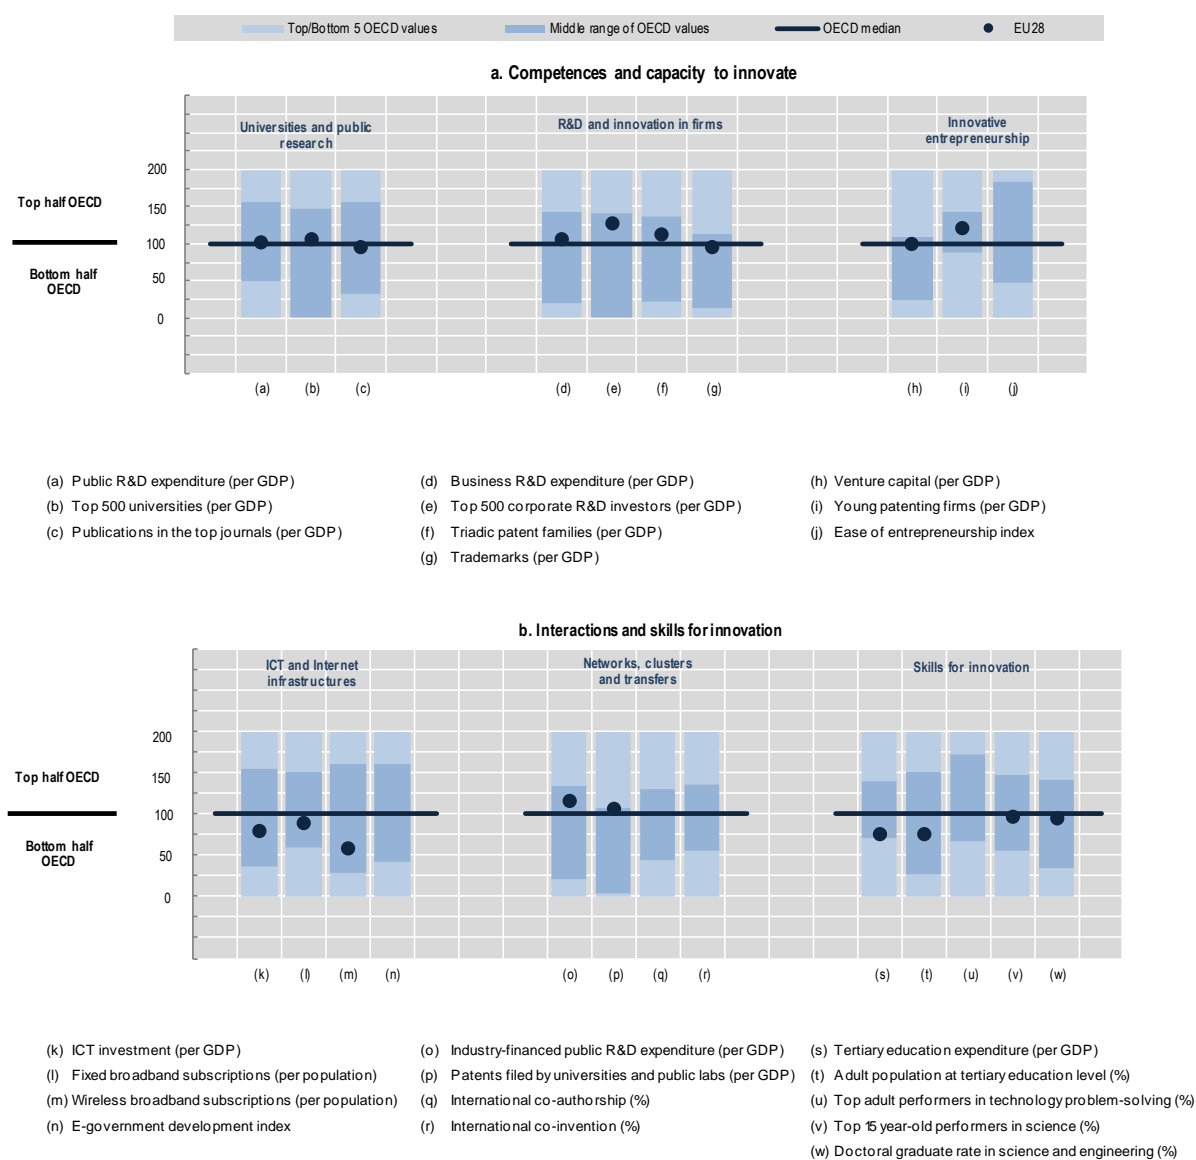 Top/Bottom 5 OECD values Middle range of OECD values OECD median EU28
a. Competences and capacity to innovate
Universities and public research
R&D and innovation in firms
Innovative entrepreneurship
200
150
100
50
0
Top half OECD
Bottom half
OECD
(a) (b) (c) (d) (e) (f) (g) (h) (i) (j)
(a) Public R&D expenditure (per GDP)
(b) Top 500 universities (per GDP)
(c) Publications in the top journals (per GDP)
(d) Business R&D expenditure (per GDP)
(e) Top 500 corporate R&D investors (per GDP)
(f) Triadic patent families (per GDP)
(g) Trademarks (per GDP)
(h) Venture capital (per GDP)
(i) Young patenting firms (per GDP)
(j) Ease of entrepreneurship index
b. Interactions and skills for innovation
ICT and Internet
infrastructures
Networks, clusters
and transfers
Skills for innovation
200
150
100
50
0
Top half OECD
Bottom half
OECD
(k) (l) (m) (n) (o) (p) (q) (r) (s) (t) (u) (v) (w)
(k) ICT investment (per GDP)
(l) Fixed broadband subscriptions (per population)
(m) Wireless broadband subscriptions (per population)
(n) E-government development index
(o) Industry-financed public R&D expenditure (per GDP)
(p) Patents filed by universities and public labs (per GDP)
(q) International co-authorship (%)
(r) International co-invention (%)
(s) Tertiary education expenditure (per GDP)
(t) Adult population at tertiary education level (%)
(u) Top adult performers in technology problem-solving (%)
(v) Top 15 year-old performers in science (%)
(w) Doctoral graduate rate in science and engineering (%)